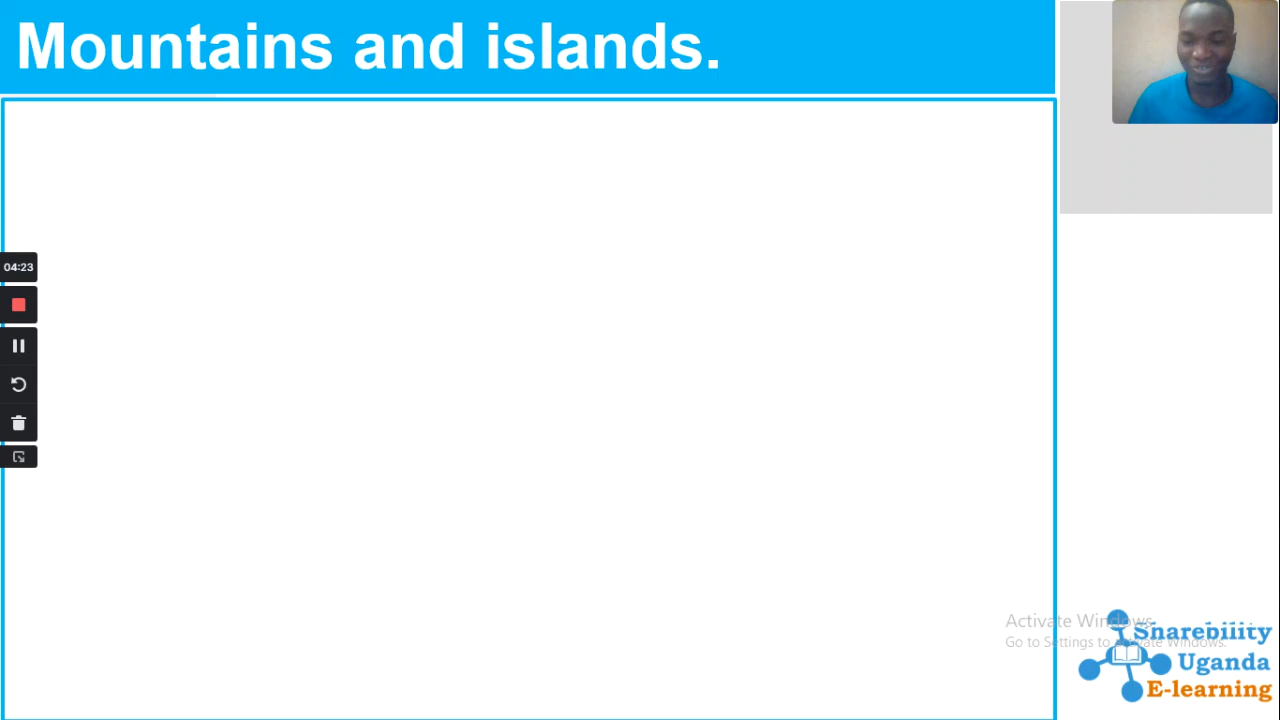 Mountains and islands.
04:23
Activate Windows
Go to Settings to activate Windows.
Sharebility
Uganda
E-learning